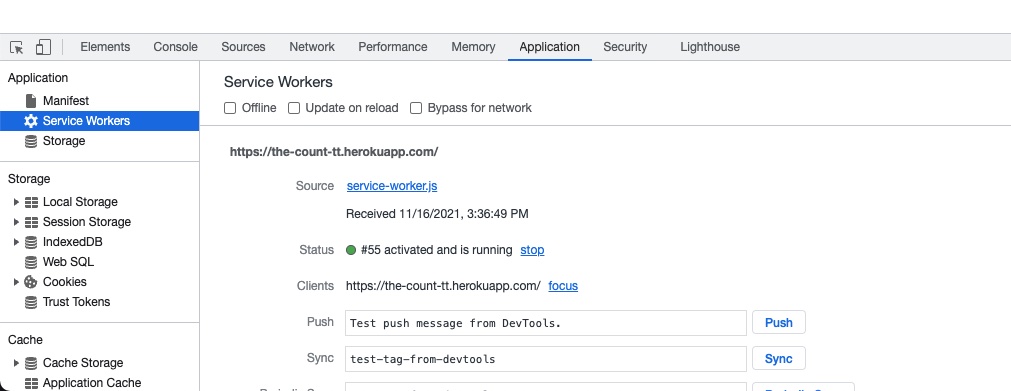 Elements Console Sources Network Performance Memory Application Security Lighthouse
Application
Manifest
Service Workers
Storage
Storage
Local Storage
Session Storage
IndexedDB
Web SQL
Cookies
Trust Tokens
Cache
Cache Storage
Application Cache
Service Workers
Offline Update on reload Bypass for network
https://the-count-tt.herokuapp.com/
Source service-worker.js
Received 11/16/2021, 3:36:49 PM
Status #55 activated and is running stop
Clients https://the-count-tt.herokuapp.com/ focus
Push Test push message from DevTools. Push
Sync test-tag-from-devtools Sync